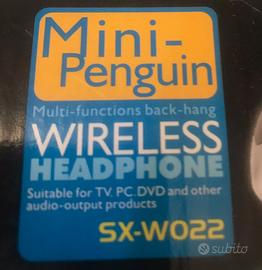 Mini-
Penguin
Multi-functions back-hang
WIRELESS
HEADPHONE
Suitable for TV, PC, DVD and other
audio-output products
SX-W022
subito